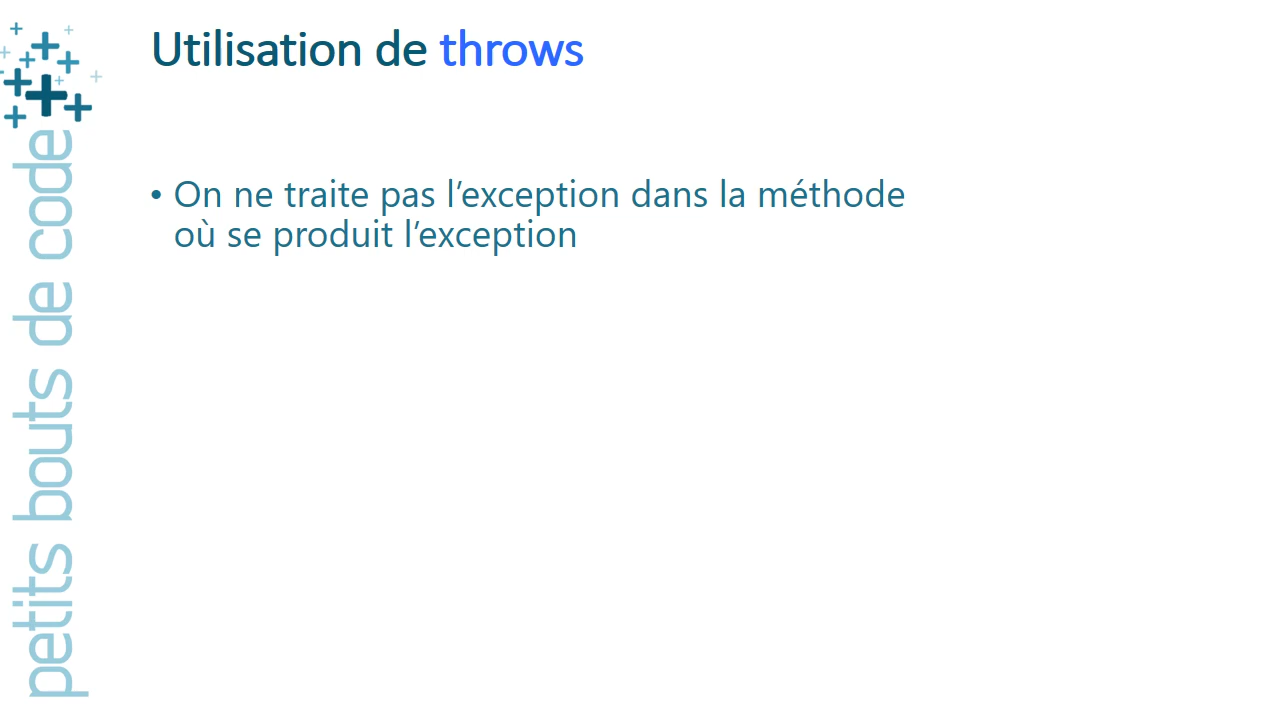 Utilisation de throws
• On ne traite pas l’exception dans la méthode
où se produit l’exception
petits bouts de code